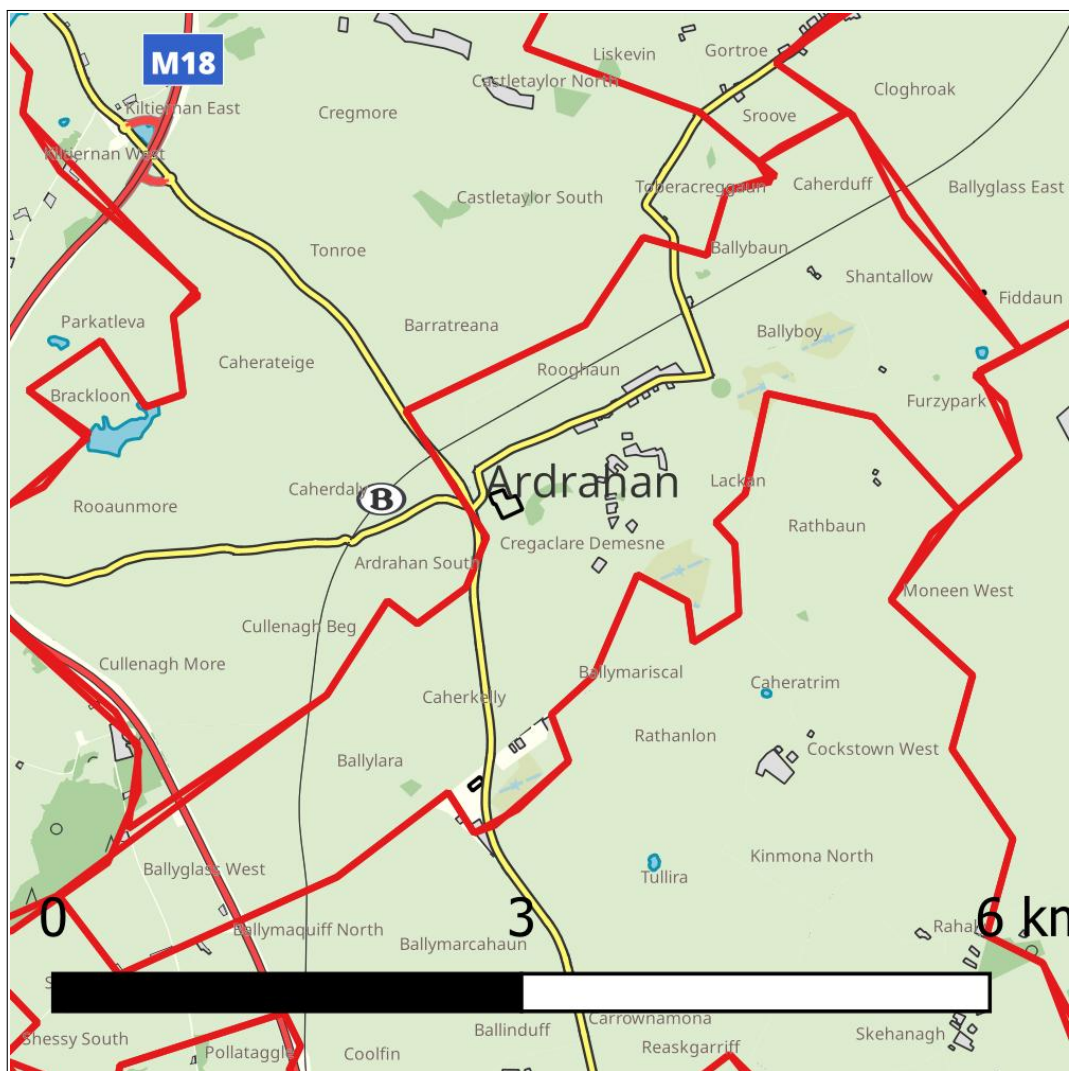 Liskevin
Gortroe
M18
Castletaylor North
Cloghroak
Kiltiernan East
Cregmore
Sroove
Kiltiernan West
Toberacreggaun
Caherduff
Ballyglass East
Castletaylor South
Tonroe
Ballybaun
Shantallow
Fiddaun
Parkatleva
Barratreana
Ballyboy
Caherateige
Rooghaun
Brackloon
Furzypark
Ardrahan
Lackan
Caherdaly
B
Rooaunmore
Rathbaun
Cregaclare Demesne
Ardrahan South
Moneen West
Cullenagh Beg
Cullenagh More
Ballymariscal
Caheratrim
Caherkelly
Rathanlon
Cockstown West
Ballylara
Kinmona North
Ballyglass West
Tullira
0
3
6 km
Ballymaquiff North
Ballymarcahaun
Carrownamona
Shessy South
Ballinduff
Skehanagh
Pollataggle
Coolfin
Reaskgarriff